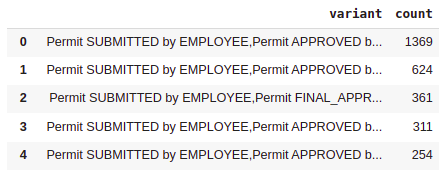 variant count
0 Permit SUBMITTED by EMPLOYEE,Permit APPROVED b... 1369
1 Permit SUBMITTED by EMPLOYEE,Permit APPROVED b... 624
2 Permit SUBMITTED by EMPLOYEE,Permit FINAL_APPR... 361
3 Permit SUBMITTED by EMPLOYEE,Permit APPROVED b... 311
4 Permit SUBMITTED by EMPLOYEE,Permit APPROVED b... 254